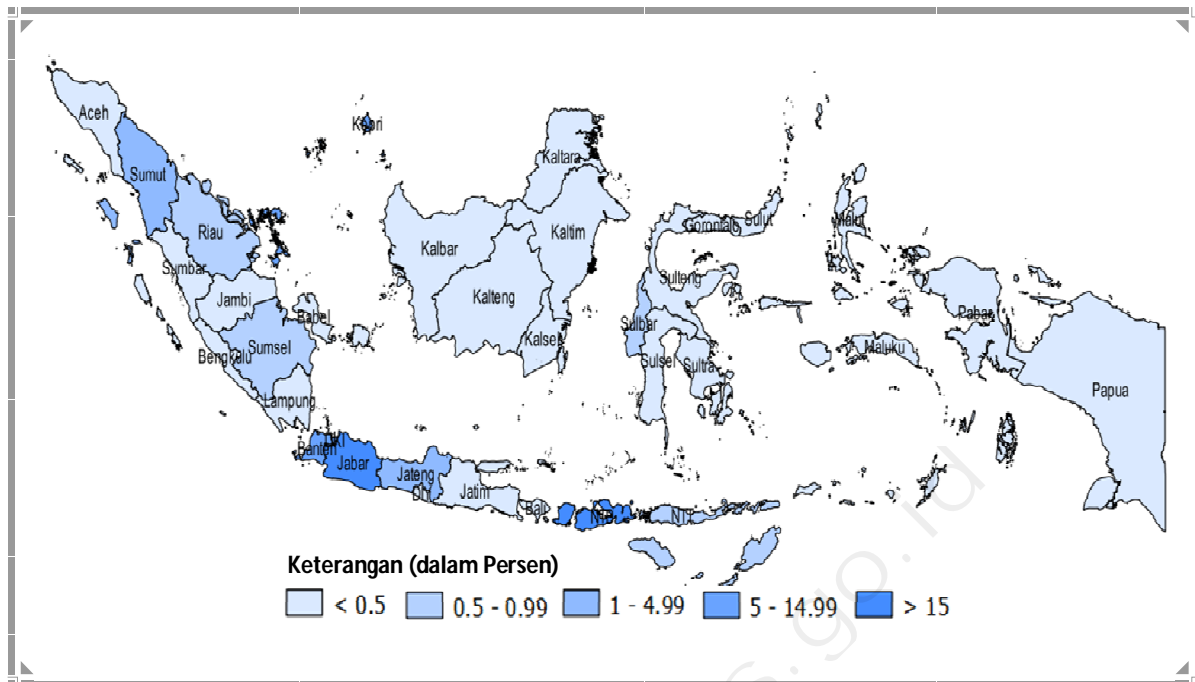 Aceh
Kepri
Sumut
Kaltara
Riau
Gorontalo
Sulut
Malut
Kalbar
Kaltim
Sumbar
Sulteng
Jambi
Kalteng
Babel
Pabar
Sulbar
Kalsel
Sumsel
Bengkulu
Sulsel
Sultra
Maluku
Papua
Lampung
DKI
Banten
Jabar
Jateng
DIY
Jatim
Bali
NTB
NTT
Keterangan (dalam Persen)
< 0.5
0.5 - 0.99
1 - 4.99
5 - 14.99
> 15
s.go.id